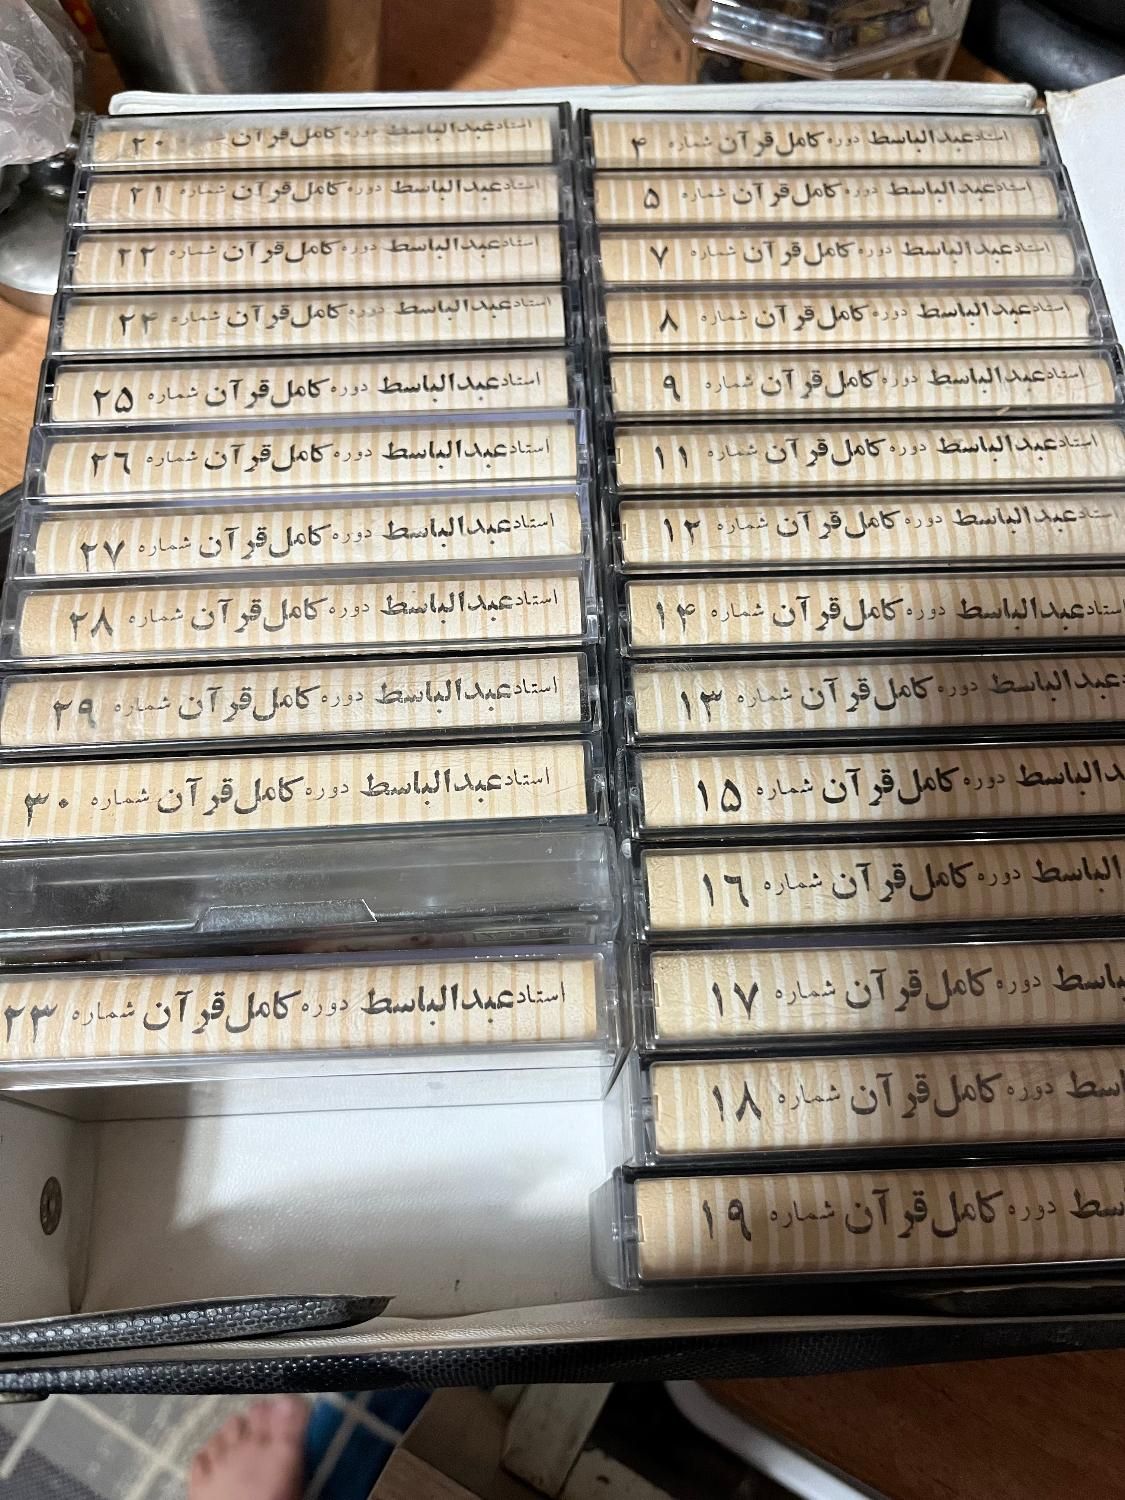 استاد عبدالباسط دوره کامل قرآن شماره ۴
استاد عبدالباسط دوره کامل قرآن شماره ۵
استاد عبدالباسط دوره کامل قرآن شماره ۷
استاد عبدالباسط دوره کامل قرآن شماره ۸
استاد عبدالباسط دوره کامل قرآن شماره ۹
استاد عبدالباسط دوره کامل قرآن شماره ۱۱
استاد عبدالباسط دوره کامل قرآن شماره ۱۲
استاد عبدالباسط دوره کامل قرآن شماره ۱۴
عبدالباسط دوره کامل قرآن شماره ۱۳
دالباسط دوره کامل قرآن شماره ۱۵
الباسط دوره کامل قرآن شماره ۱۶
باسط دوره کامل قرآن شماره ۱۷
اسط دوره کامل قرآن شماره ۱۸
سط دوره کامل قرآن شماره ۱۹
استاد عبدالباسط دوره کامل قرآن ۲۰
استاد عبدالباسط دوره کامل قرآن شماره ۲۱
استاد عبدالباسط دوره کامل قرآن شماره ۲۲
استاد عبدالباسط دوره کامل قرآن شماره ۲۴
استاد عبدالباسط دوره کامل قرآن شماره ۲۵
استاد عبدالباسط دوره کامل قرآن شماره ۲۶
استاد عبدالباسط دوره کامل قرآن شماره ۲۷
استاد عبدالباسط دوره کامل قرآن شماره ۲۸
استاد عبدالباسط دوره کامل قرآن شماره ۲۹
استاد عبدالباسط دوره کامل قرآن شماره ۳۰
استاد عبدالباسط دوره کامل قرآن شماره ۲۳